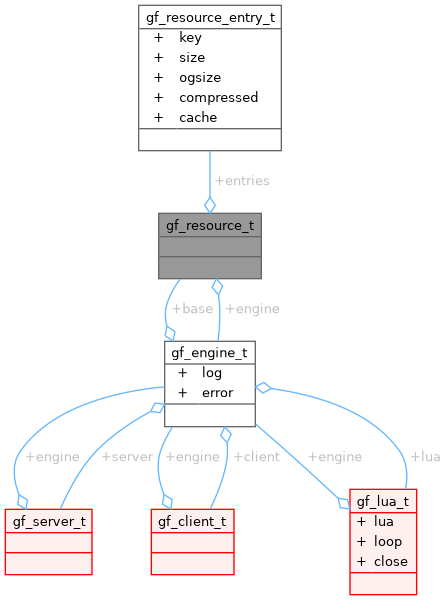 gf_resource_entry_t
+ key
+ size
+ ogsize
+ compressed
+ cache
+entries
gf_resource_t
+base
+engine
gf_engine_t
+ log
+ error
+engine
+server
+engine
+client
+engine
+lua
gf_server_t
gf_client_t
gf_lua_t
+ lua
+ loop
+ close